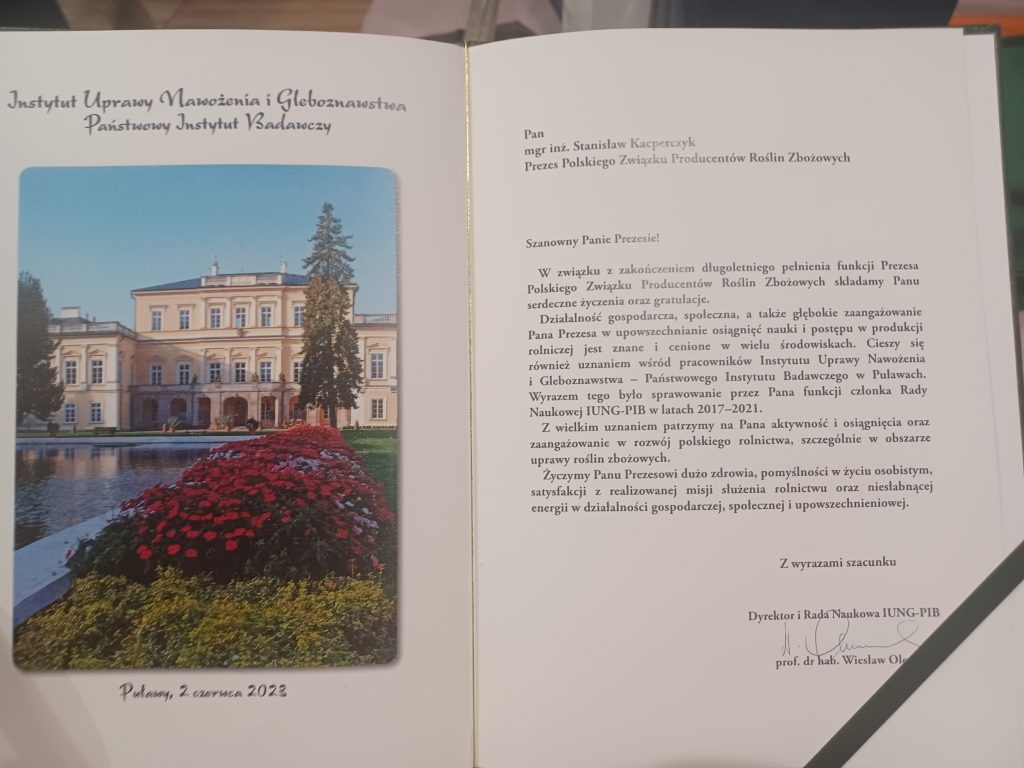 Instytut Uprawy Nawożenia i Gleboznawstwa
Państwowy Instytut Badawczy
Puławy, 2 czerwca 2023
Pan
mgr inż. Stanisław Kacperczyk
Prezes Polskiego Związku Producentów Roślin Zbożowych
Szanowny Panie Prezesie!
W związku z zakończeniem długoletniego pełnienia funkcji Prezesa
Polskiego Związku Producentów Roślin Zbożowych składamy Panu
serdeczne życzenia oraz gratulacje.
Działalność gospodarcza, społeczna, a także głębokie zaangażowanie
Pana Prezesa w upowszechnianie osiągnięć nauki i postępu w produkcji
rolniczej jest znane i cenione w wielu środowiskach. Cieszy się
również uznaniem wśród pracowników Instytutu Uprawy Nawożenia
i Gleboznawstwa – Państwowego Instytutu Badawczego w Puławach.
Wyrazem tego było sprawowanie przez Pana funkcji członka Rady
Naukowej IUNG-PIB w latach 2017–2021.
Z wielkim uznaniem patrzymy na Pana aktywność i osiągnięcia oraz
zaangażowanie w rozwój polskiego rolnictwa, szczególnie w obszarze
uprawy roślin zbożowych.
Życzymy Panu Prezesowi dużo zdrowia, pomyślności w życiu osobistym,
satysfakcji z realizowanej misji służenia rolnictwu oraz niesłabnącej
energii w działalności gospodarczej, społecznej i upowszechnieniowej.
Z wyrazami szacunku
Dyrektor i Rada Naukowa IUNG-PIB
prof. dr hab. Wiesław